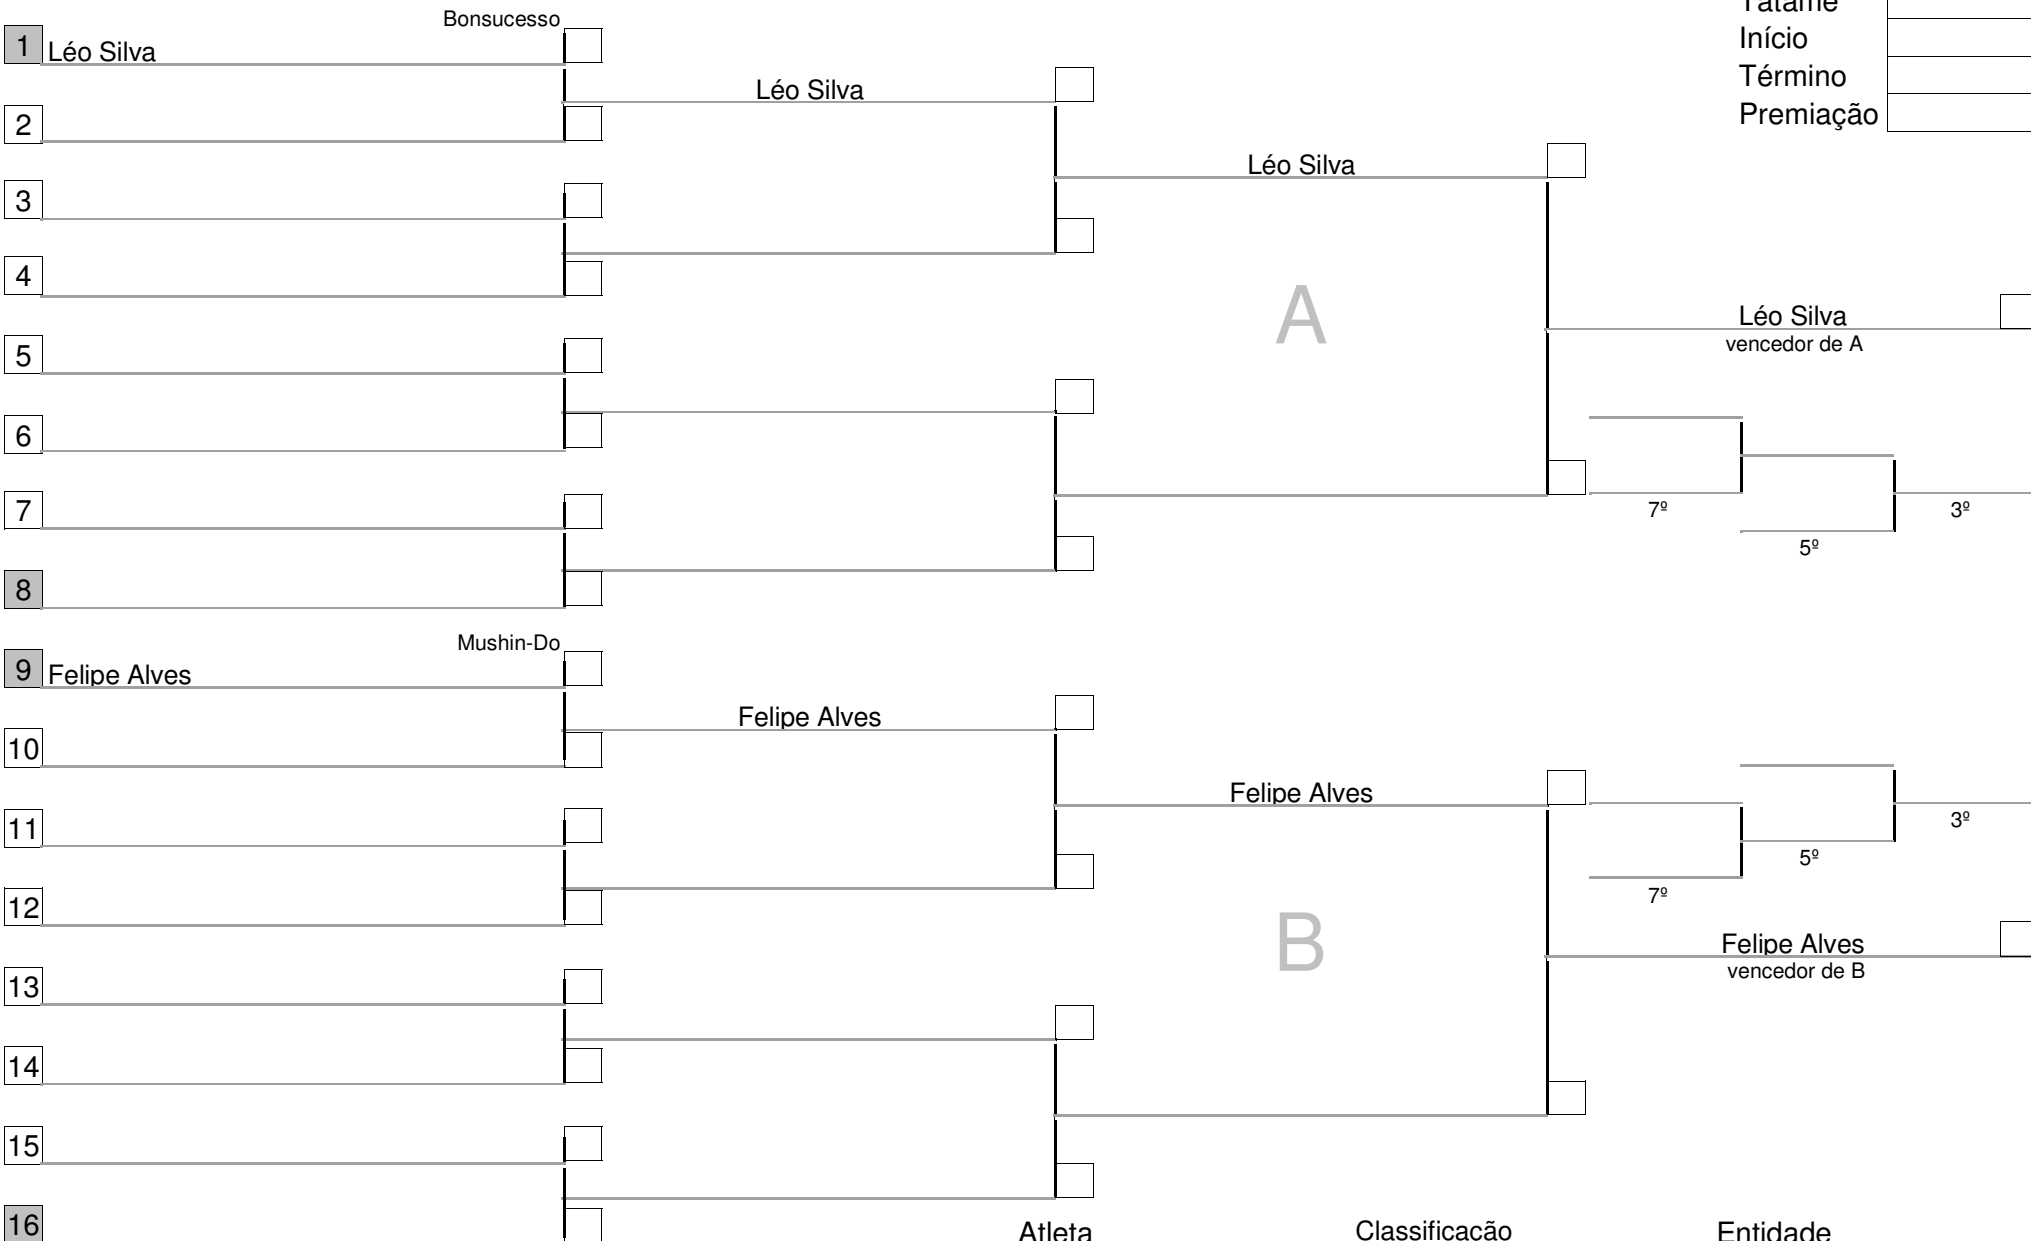 Tatame
Início
Término
Premiação
Bonsucesso
1 Léo Silva
Léo Silva
2
Léo Silva
3
4
A
Léo Silva
vencedor de A
5
6
7
7º
3º
5º
8
Mushin-Do
9 Felipe Alves
Felipe Alves
10
Felipe Alves
11
3º
5º
7º
12
B
Felipe Alves
vencedor de B
13
14
15
16
Atleta Classificação Entidade